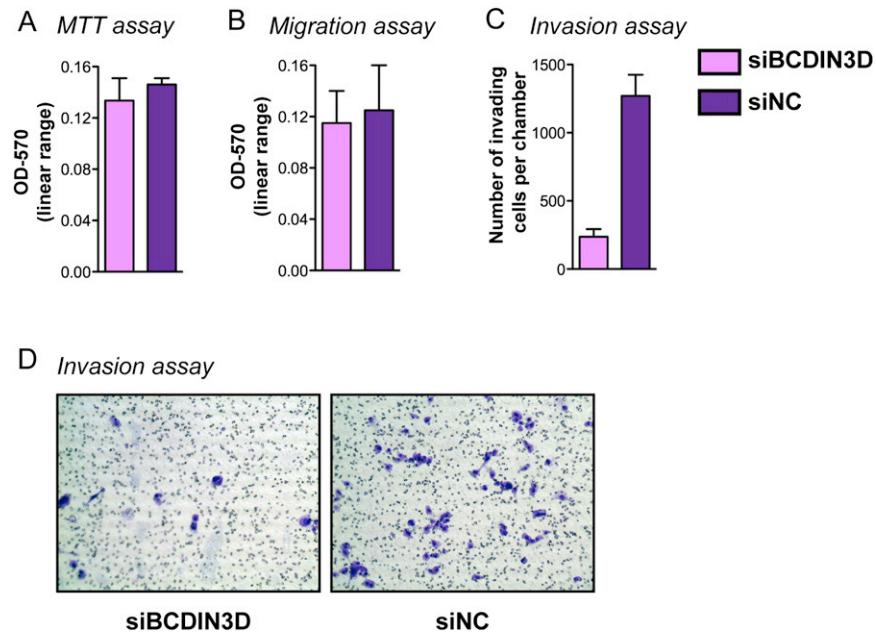 A MTT assay
OD-570
(linear range)
0.16
0.12
0.08
0.04
0.00
B Migration assay
OD-570
(linear range)
0.16
0.12
0.08
0.04
0.00
C Invasion assay
Number of invading
cells per chamber
1500
1000
500
0
siBCDIN3D
siNC
D Invasion assay
siBCDIN3D
siNC